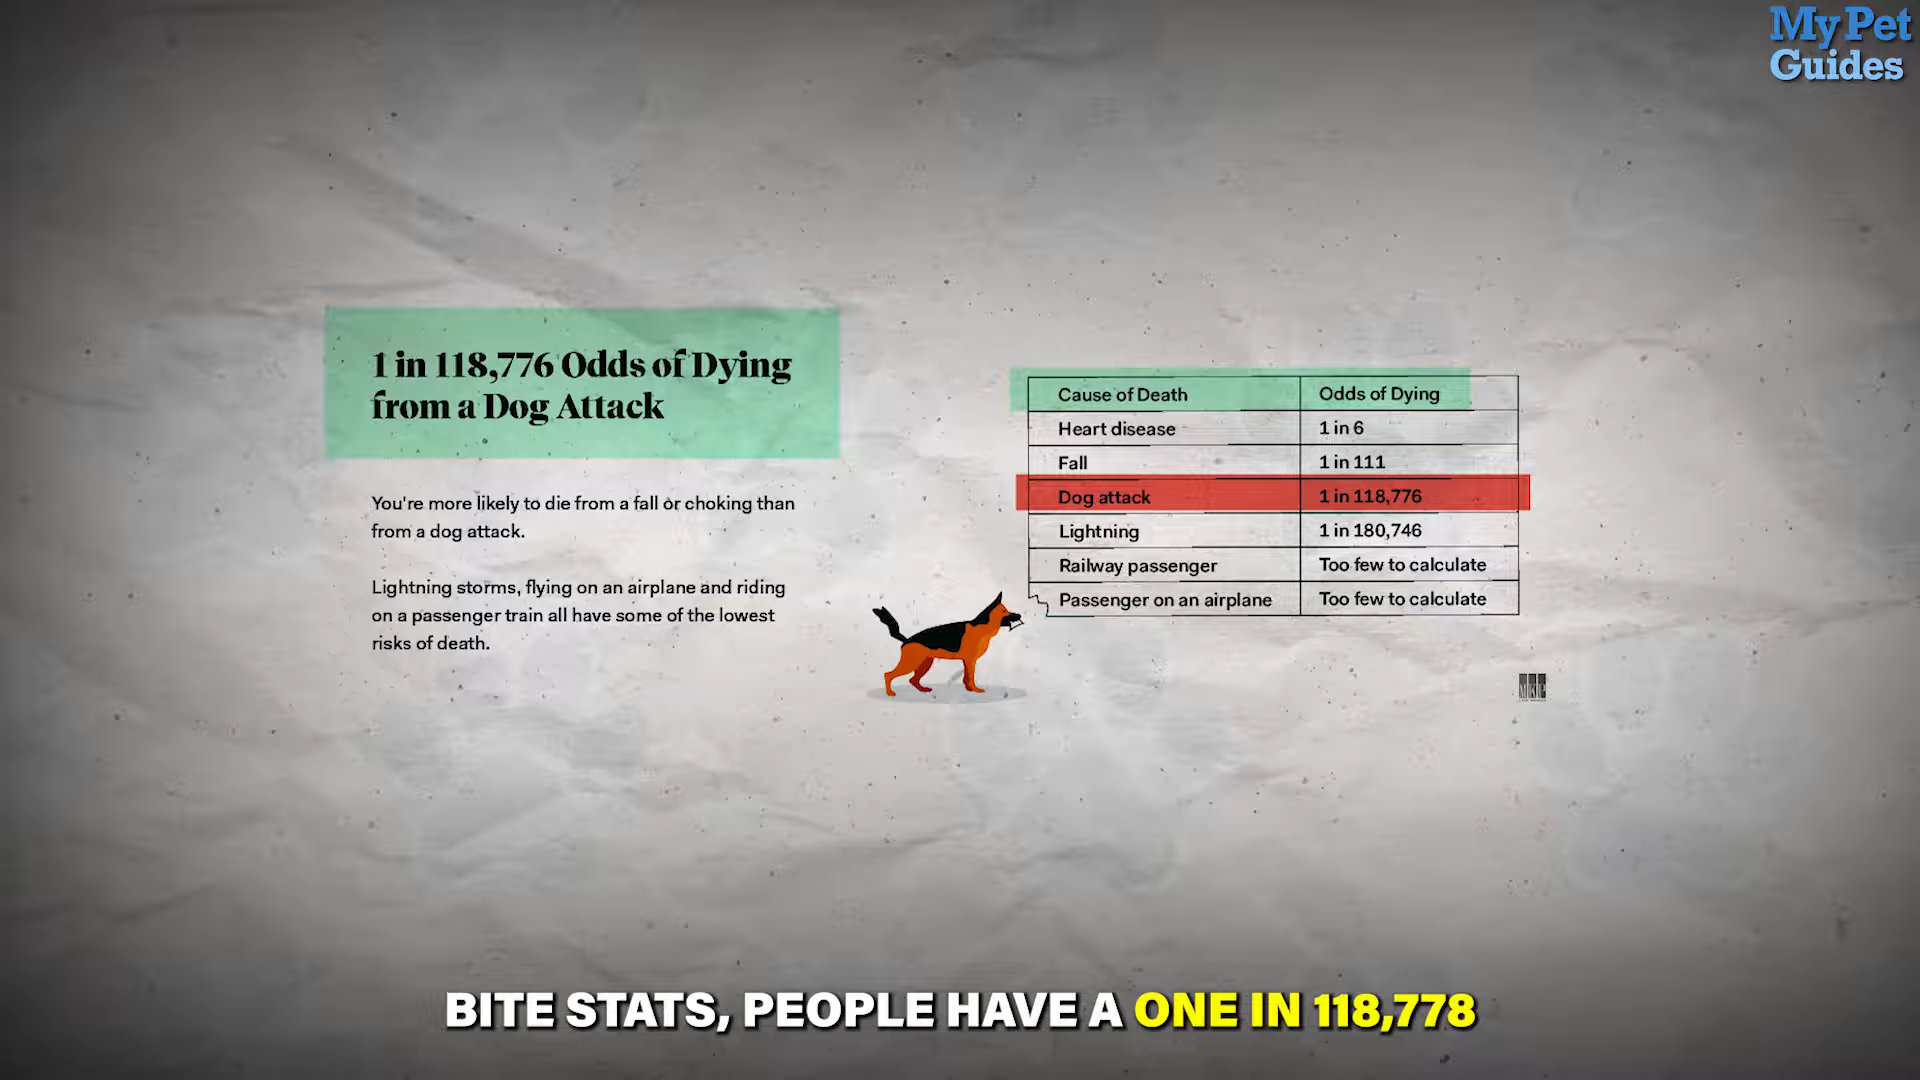 My Pet
Guides
1 in 118,776 Odds of Dying
from a Dog Attack
You're more likely to die from a fall or choking than
from a dog attack.
Lightning storms, flying on an airplane and riding
on a passenger train all have some of the lowest
risks of death.
Cause of Death Odds of Dying
Heart disease 1 in 6
Fall 1 in 111
Dog attack 1 in 118,776
Lightning 1 in 180,746
Railway passenger Too few to calculate
Passenger on an airplane Too few to calculate
BITE STATS, PEOPLE HAVE A ONE IN 118,778